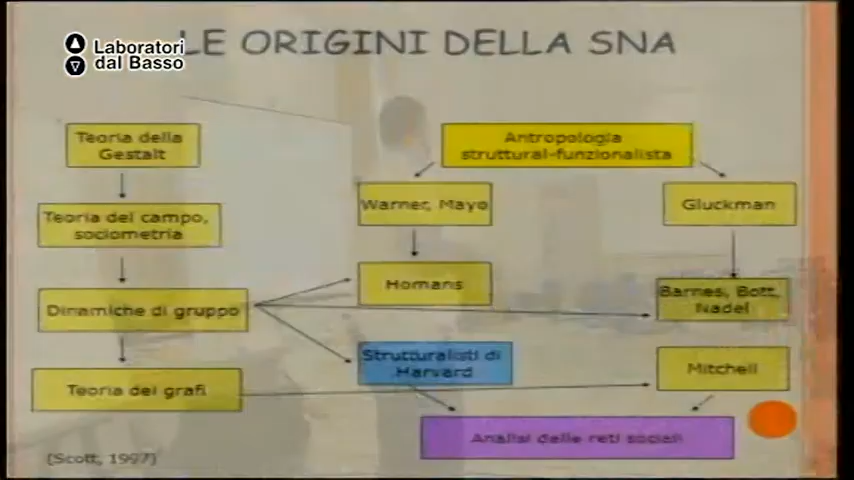 LE ORIGINI DELLA SNA
Laboratori
dal Basso
Teoria della
Gestalt
Antropologia
struttural-funzionalista
Teoria del campo,
sociometria
Warner, Mayo
Gluckman
Dinamiche di gruppo
Homans
Barnes, Bott,
Nadel
Teoria dei grafi
Strutturalisti di
Harvard
Mitchell
Analisi delle reti sociali
(Scott, 1997)